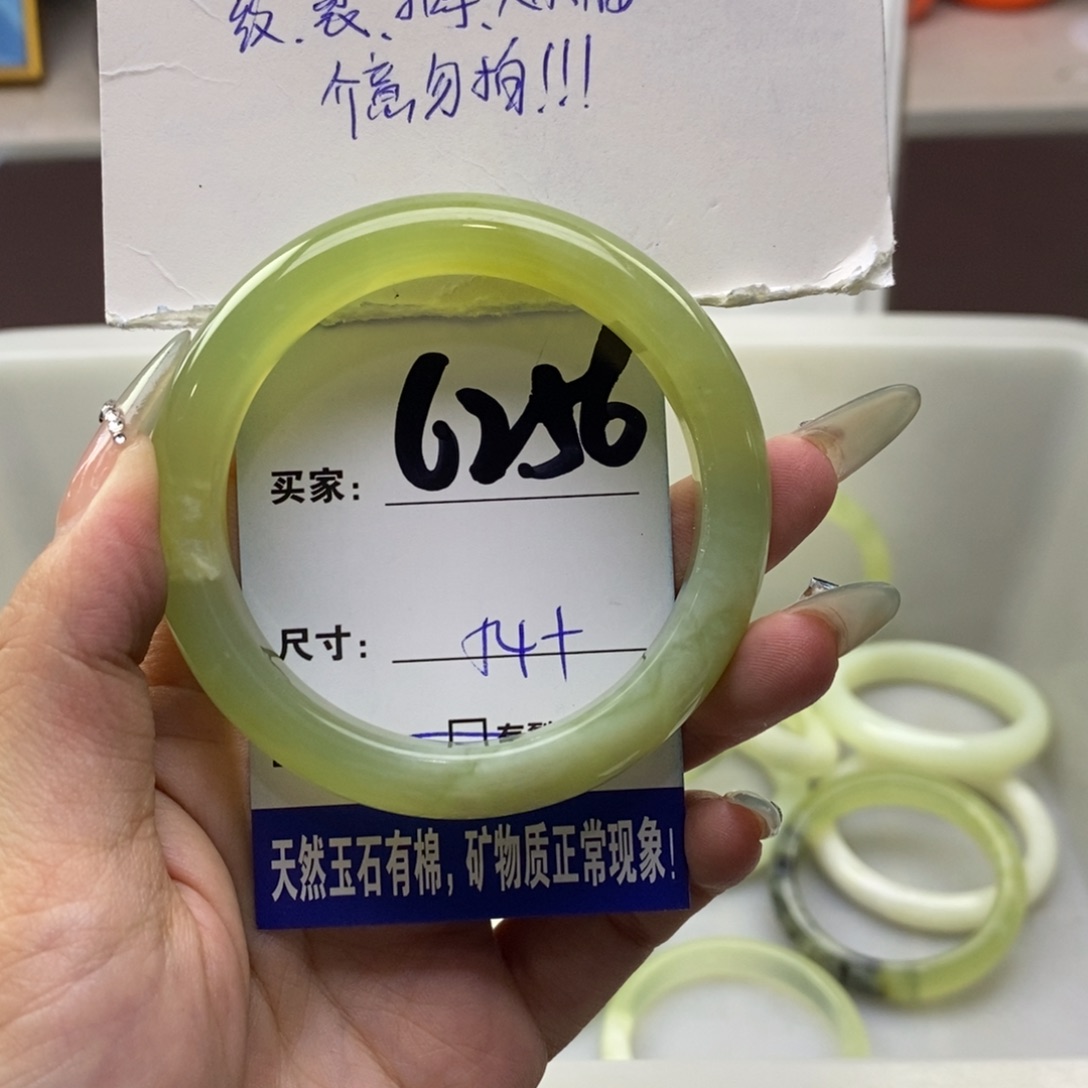 纹、裂、
介意勿拍!!!
6256
买家：
尺寸： 54+
天然玉石有棉，矿物质正常现象！